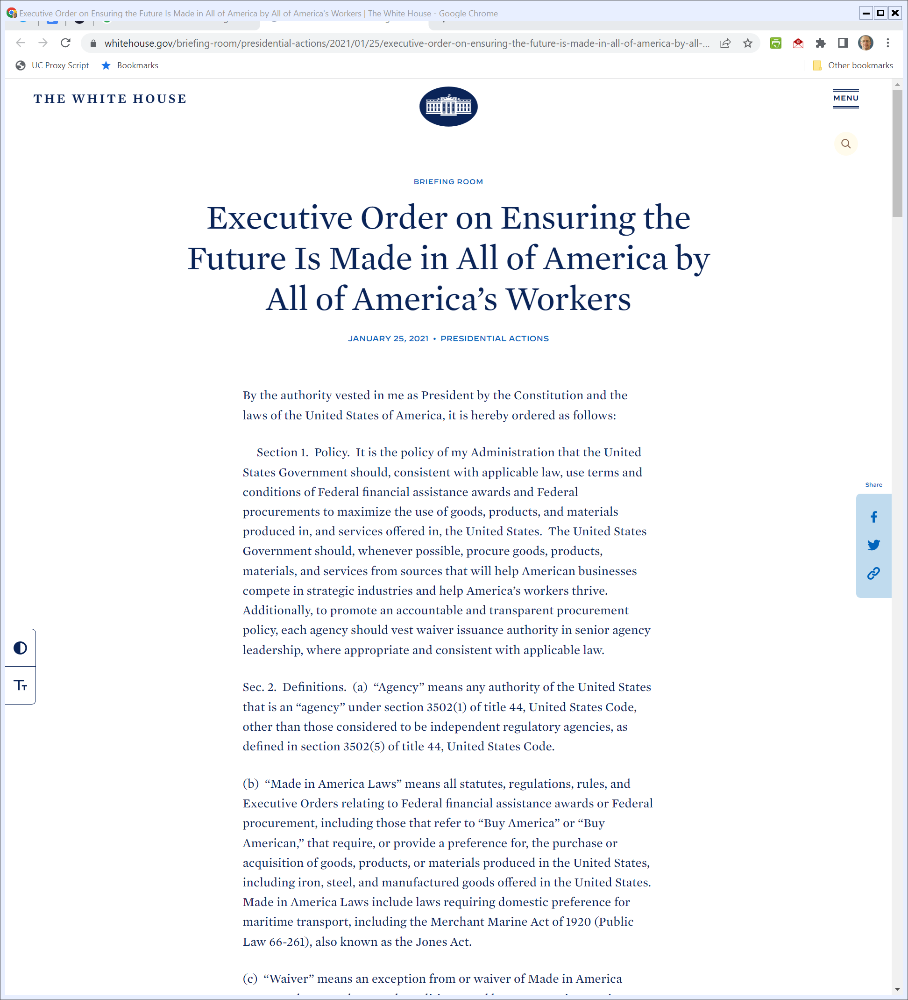 Executive Order on Ensuring the Future Is Made in All of America by All of America's Workers | The White House - Google Chrome
whitehouse.gov/briefing-room/presidential-actions/2021/01/25/executive-order-on-ensuring-the-future-is-made-in-all-of-america-by-all-...
UC Proxy Script Bookmarks Other bookmarks
THE WHITE HOUSE
MENU
BRIEFING ROOM
Executive Order on Ensuring the
Future Is Made in All of America by
All of America’s Workers
JANUARY 25, 2021 • PRESIDENTIAL ACTIONS
By the authority vested in me as President by the Constitution and the
laws of the United States of America, it is hereby ordered as follows:
Section 1.  Policy.  It is the policy of my Administration that the United
States Government should, consistent with applicable law, use terms and
conditions of Federal financial assistance awards and Federal
procurements to maximize the use of goods, products, and materials
produced in, and services offered in, the United States.  The United States
Government should, whenever possible, procure goods, products,
materials, and services from sources that will help American businesses
compete in strategic industries and help America’s workers thrive.
Additionally, to promote an accountable and transparent procurement
policy, each agency should vest waiver issuance authority in senior agency
leadership, where appropriate and consistent with applicable law.
Share
Sec. 2.  Definitions.  (a)  “Agency” means any authority of the United States
that is an “agency” under section 3502(1) of title 44, United States Code,
other than those considered to be independent regulatory agencies, as
defined in section 3502(5) of title 44, United States Code.
Tт
(b)  “Made in America Laws” means all statutes, regulations, rules, and
Executive Orders relating to Federal financial assistance awards or Federal
procurement, including those that refer to “Buy America” or “Buy
American,” that require, or provide a preference for, the purchase or
acquisition of goods, products, or materials produced in the United States,
including iron, steel, and manufactured goods offered in the United States.
Made in America Laws include laws requiring domestic preference for
maritime transport, including the Merchant Marine Act of 1920 (Public
Law 66-261), also known as the Jones Act.
(c)  “Waiver” means an exception from or waiver of Made in America